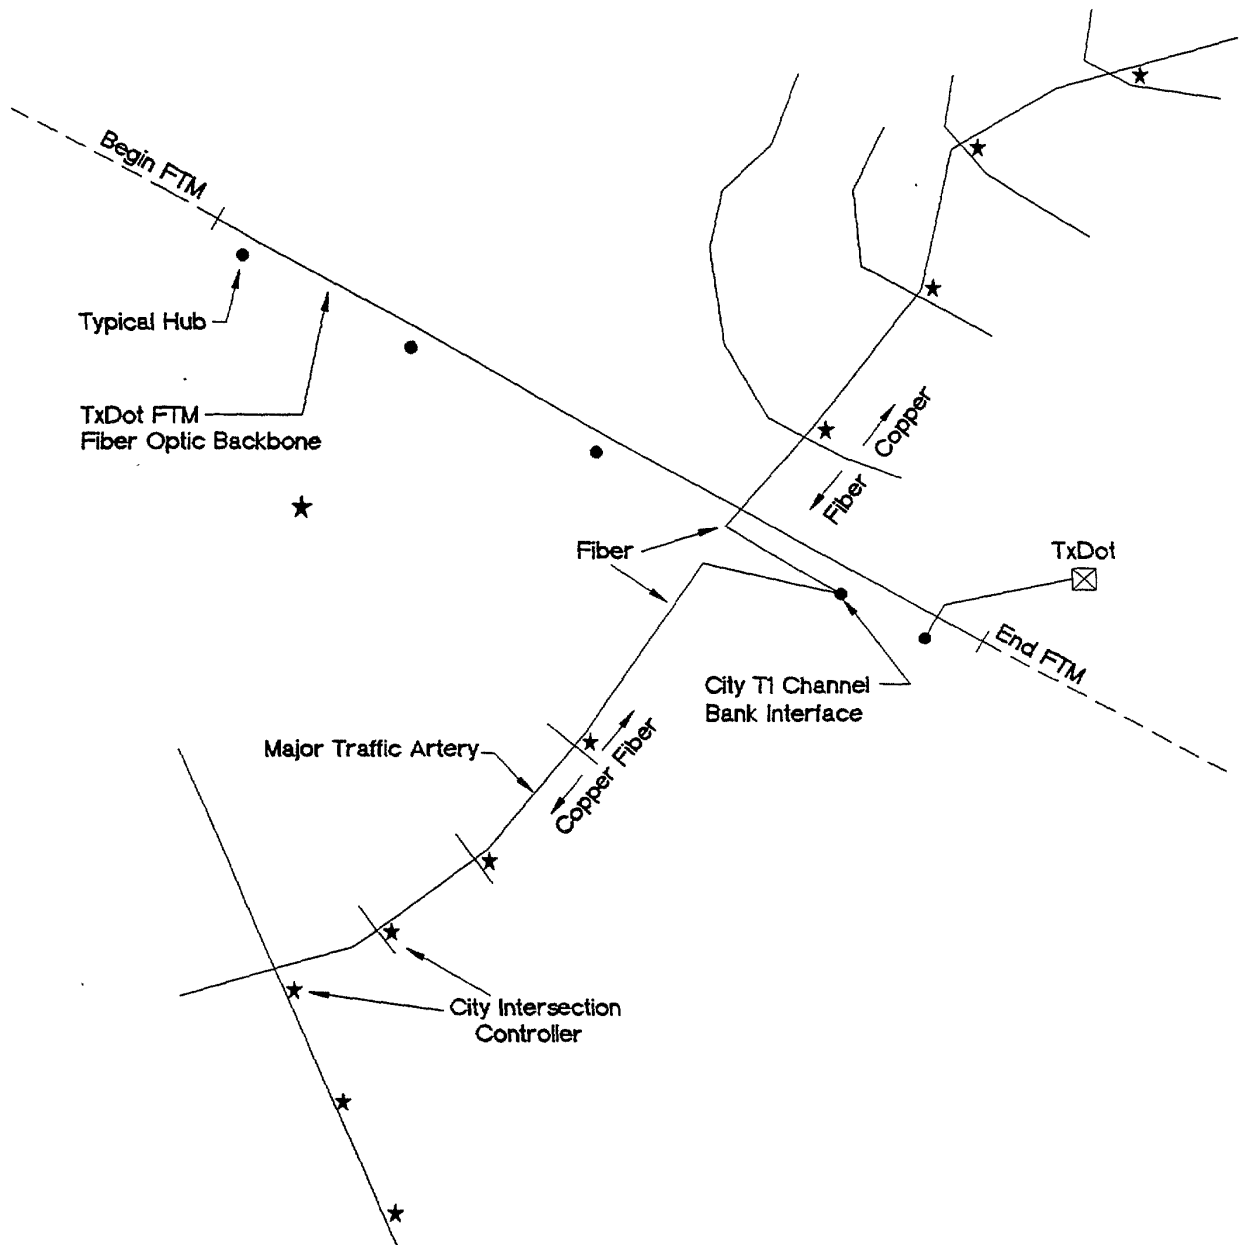 Begin FTM
Typical Hub
TxDot FTM
Fiber Optic Backbone
Copper
Fiber
Fiber
TxDot
End FTM
City T1 Channel
Bank Interface
Major Traffic Artery
Copper Fiber
City Intersection
Controller